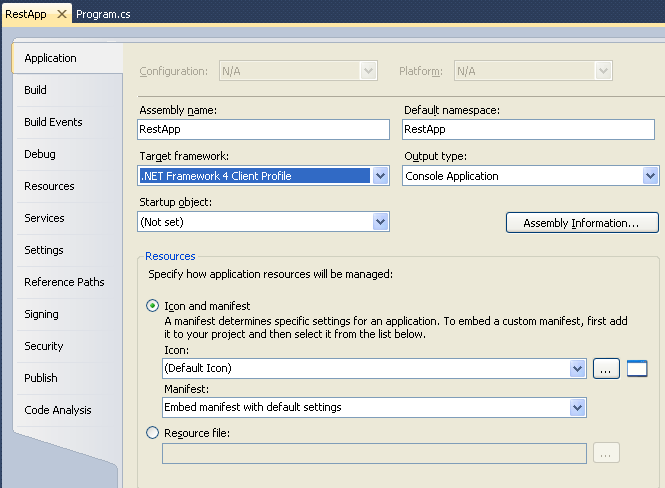 RestApp X Program.cs
Application
Build
Build Events
Debug
Resources
Services
Settings
Reference Paths
Signing
Security
Publish
Code Analysis
Configuration: N/A Platform: N/A
Assembly name: Default namespace:
RestApp RestApp
Target framework: Output type:
.NET Framework 4 Client Profile Console Application
Startup object:
(Not set) Assembly Information...
Resources
Specify how application resources will be managed:
Icon and manifest
A manifest determines specific settings for an application. To embed a custom manifest, first add
it to your project and then select it from the list below.
Icon:
(Default Icon) ...
Manifest:
Embed manifest with default settings
Resource file:
...